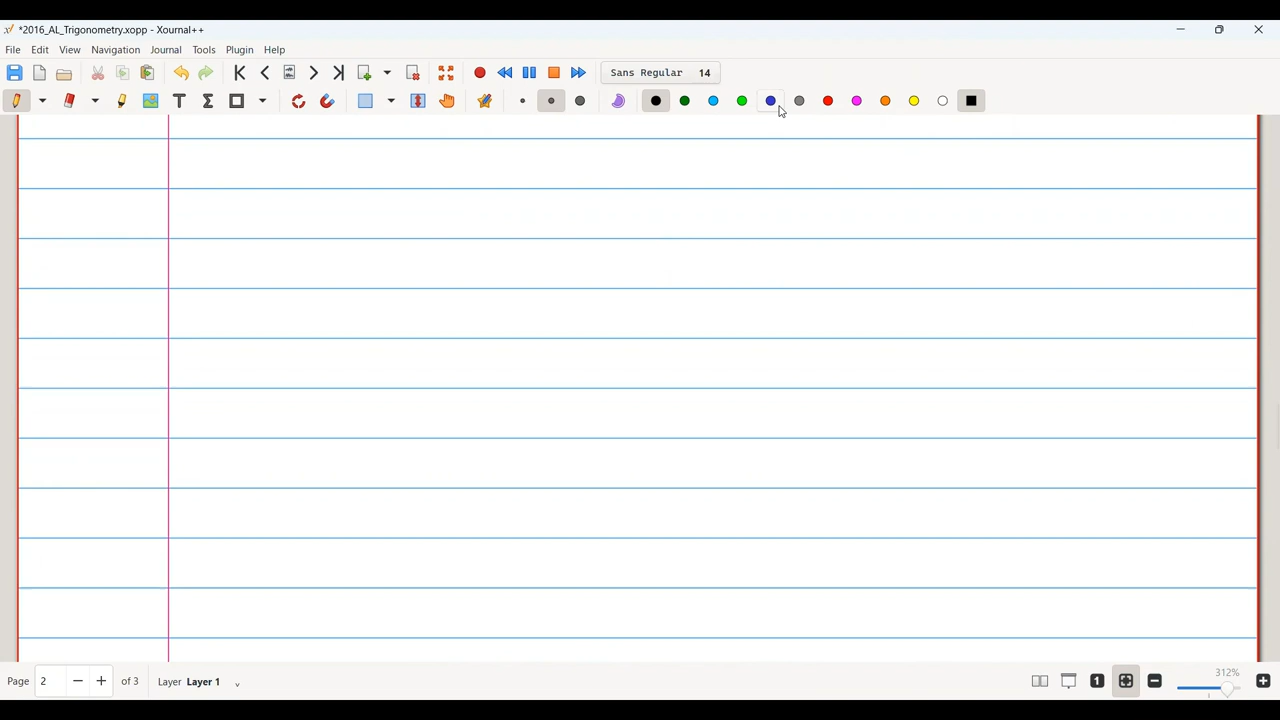 *2016_AL_Trigonometry.xopp - Xournal++
File Edit View Navigation Journal Tools Plugin Help
Sans Regular 14
Page 2 of 3 Layer Layer 1 312%